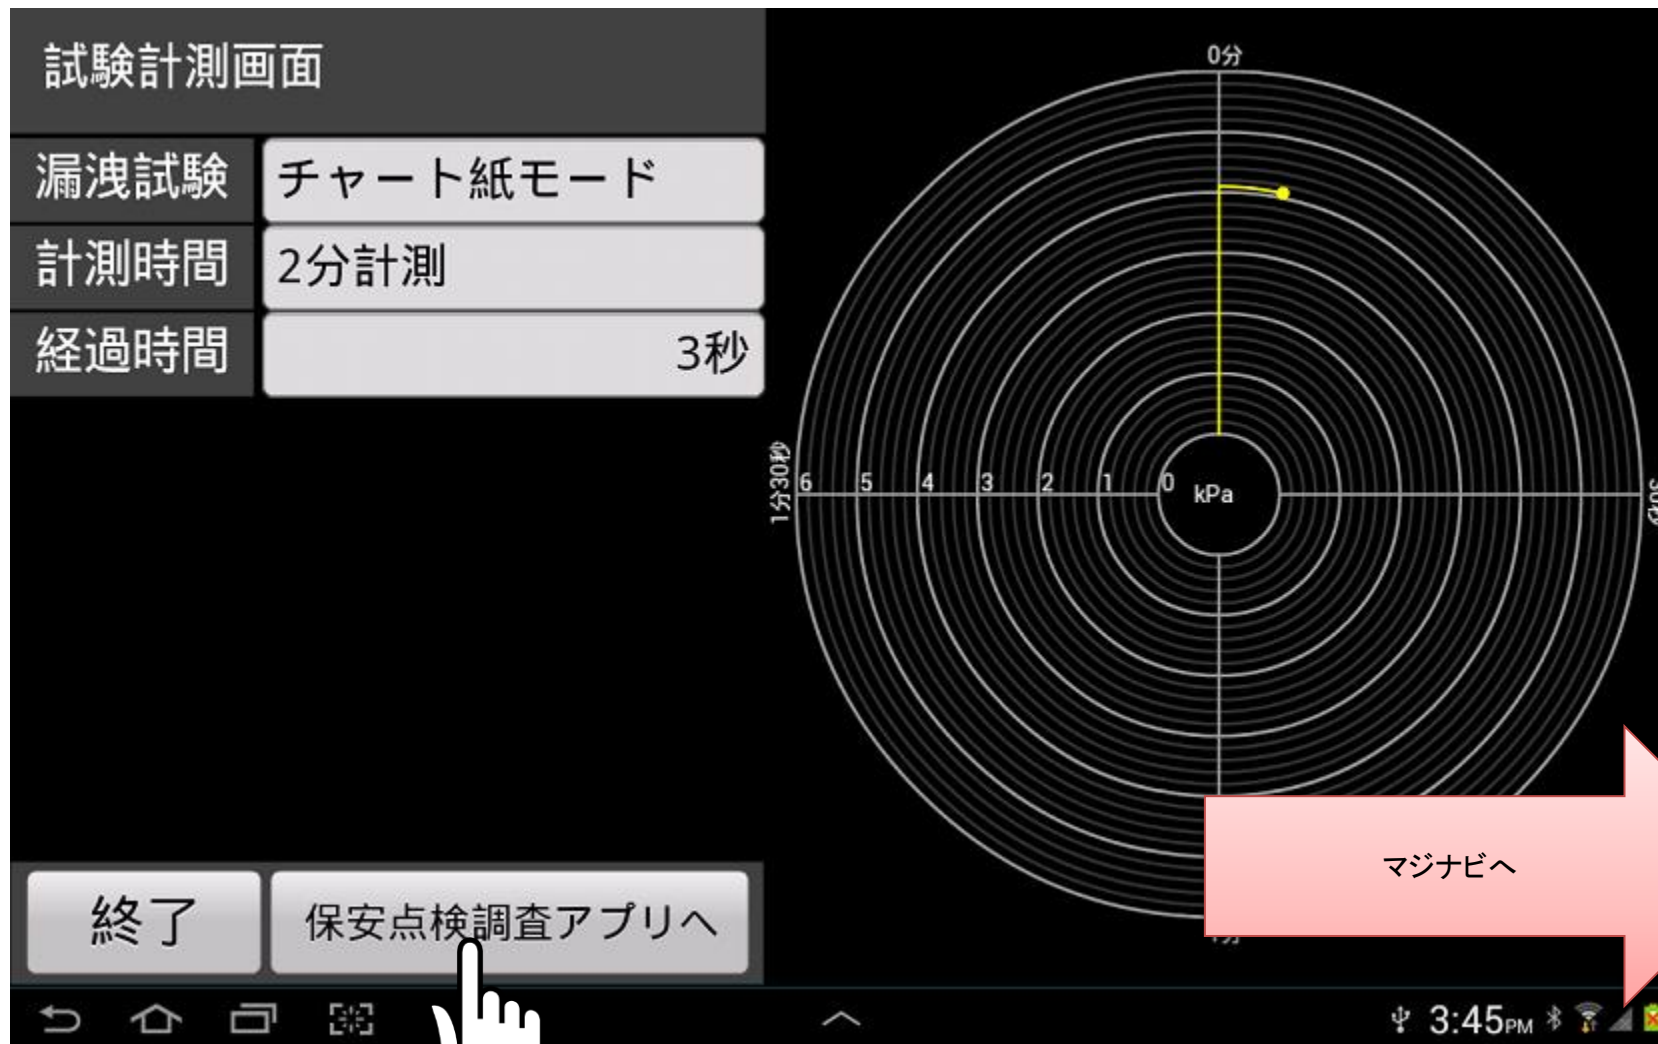 試験計測画面
漏洩試験 チャート紙モード
計測時間 2分計測
経過時間 3秒
0分
1分30秒
6 5 4 3 2 1 0 kPa
マジナビへ
終了 保安点検調査アプリへ
3:45PM